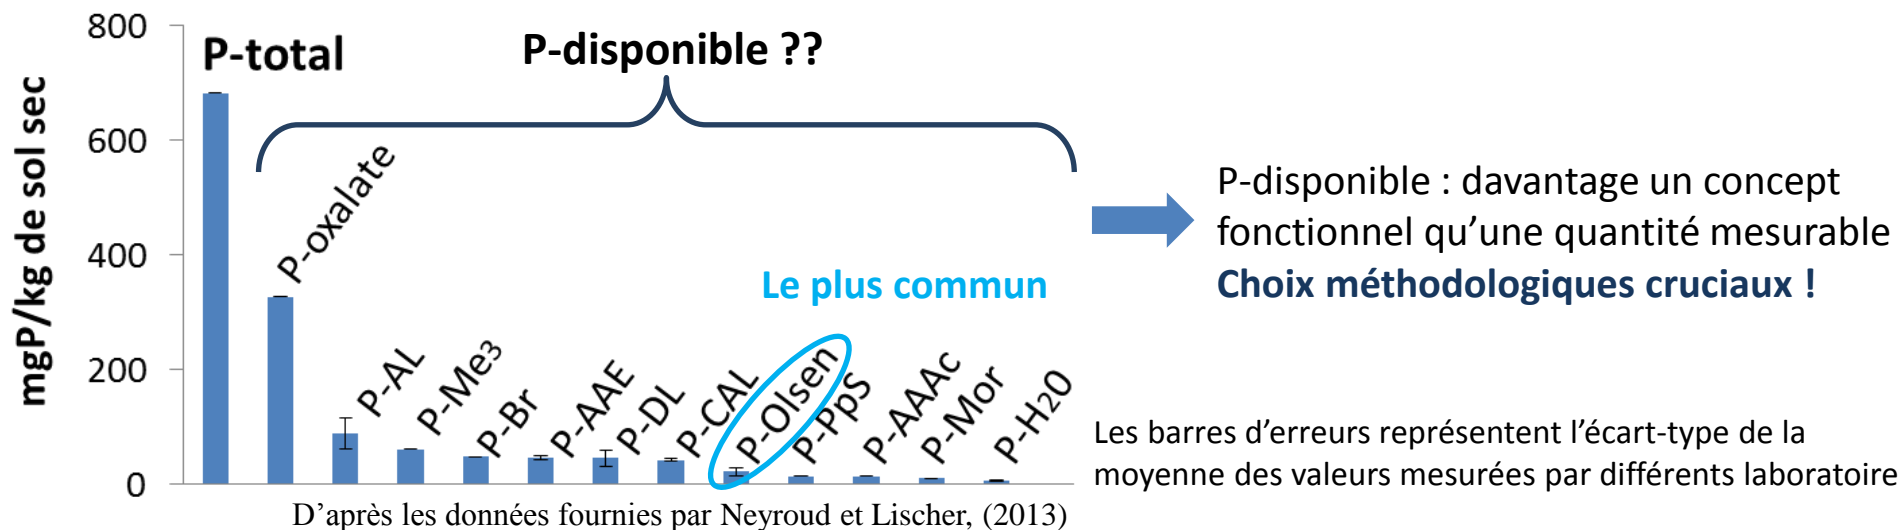 mgP/kg de sol sec
800
600
400
200
0
P-total
P-disponible ??
P-oxalate
P-AL
P-Me3
P-Br
P-AAE
P-DL
P-CAL
P-Olsen
P-PpS
P-AAAc
P-Mor
P-H20
Le plus commun
D’après les données fournies par Neyroud et Lischer, (2013)
P-disponible : davantage un concept
fonctionnel qu’une quantité mesurable
Choix méthodologiques cruciaux !
Les barres d’erreurs représentent l’écart-type de la
moyenne des valeurs mesurées par différents laboratoire